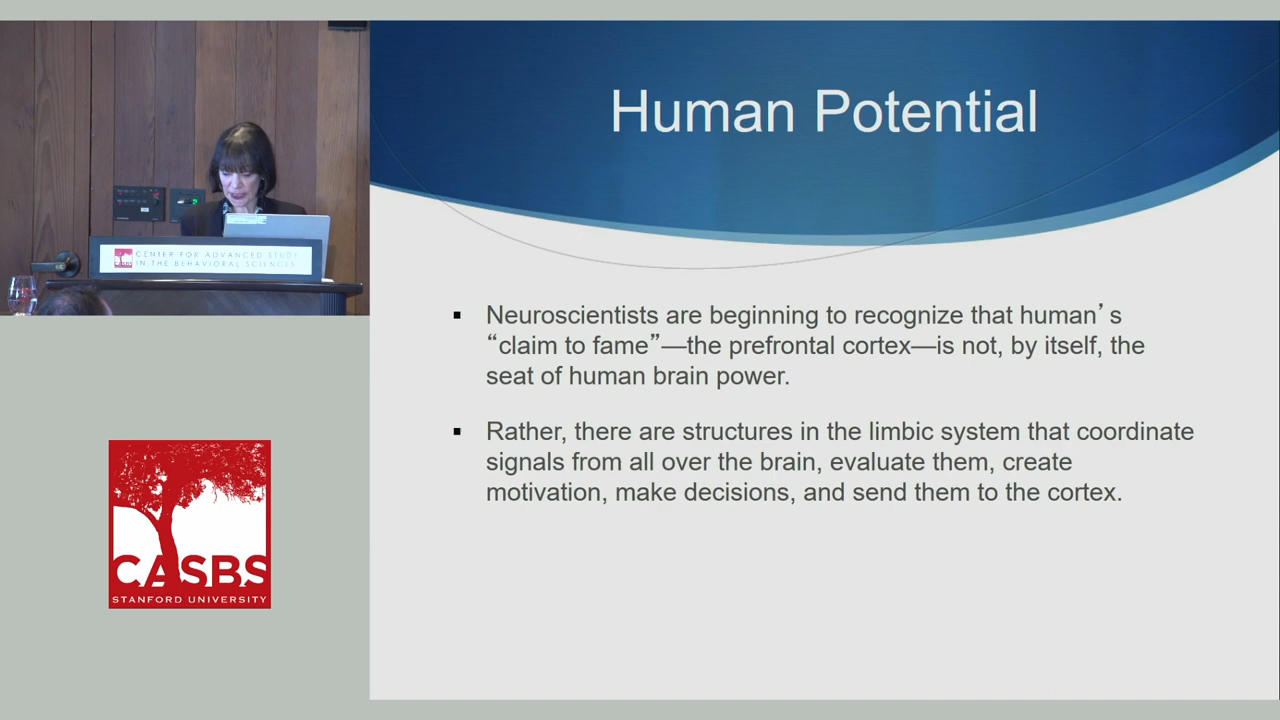 Human Potential
▪ Neuroscientists are beginning to recognize that human’s
“claim to fame”—the prefrontal cortex—is not, by itself, the
seat of human brain power.
▪ Rather, there are structures in the limbic system that coordinate
signals from all over the brain, evaluate them, create
motivation, make decisions, and send them to the cortex.
CASBS
CENTER FOR ADVANCED STUDY
IN THE BEHAVIORAL SCIENCES
CASBS
STANFORD UNIVERSITY